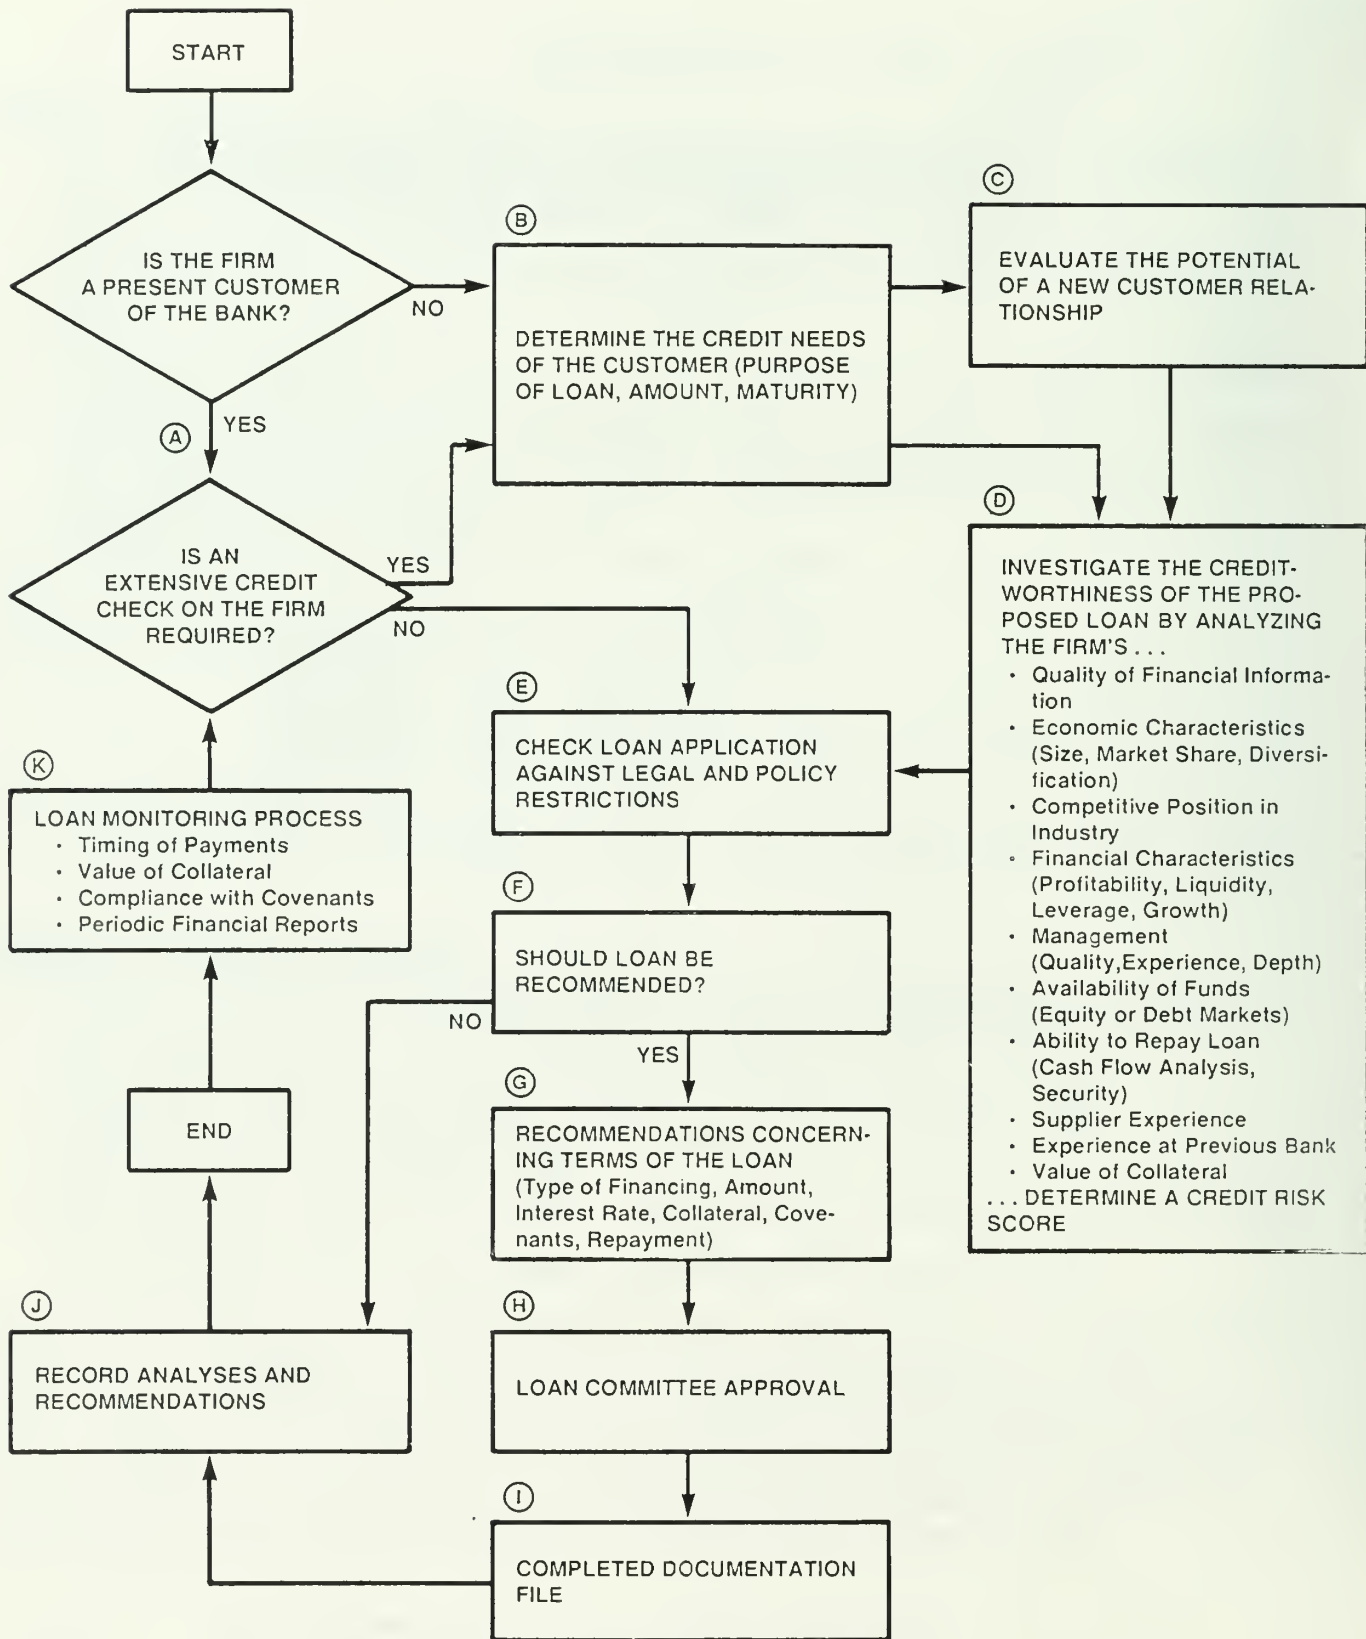 START
IS THE FIRM
A PRESENT CUSTOMER
OF THE BANK?
NO
YES
A
B
DETERMINE THE CREDIT NEEDS
OF THE CUSTOMER (PURPOSE
OF LOAN, AMOUNT, MATURITY)
C
EVALUATE THE POTENTIAL
OF A NEW CUSTOMER RELA-
TIONSHIP
IS AN
EXTENSIVE CREDIT
CHECK ON THE FIRM
REQUIRED?
YES
NO
D
INVESTIGATE THE CREDIT-
WORTHINESS OF THE PRO-
POSED LOAN BY ANALYZING
THE FIRM'S ...
• Quality of Financial Informa-
tion
• Economic Characteristics
(Size, Market Share, Diversi-
fication)
• Competitive Position in
Industry
• Financial Characteristics
(Profitability, Liquidity,
Leverage, Growth)
• Management
(Quality,Experience, Depth)
• Availability of Funds
(Equity or Debt Markets)
• Ability to Repay Loan
(Cash Flow Analysis,
Security)
• Supplier Experience
• Experience at Previous Bank
• Value of Collateral
... DETERMINE A CREDIT RISK
SCORE
E
CHECK LOAN APPLICATION
AGAINST LEGAL AND POLICY
RESTRICTIONS
K
LOAN MONITORING PROCESS
• Timing of Payments
• Value of Collateral
• Compliance with Covenants
• Periodic Financial Reports
F
SHOULD LOAN BE
RECOMMENDED?
NO
YES
G
RECOMMENDATIONS CONCERN-
ING TERMS OF THE LOAN
(Type of Financing, Amount,
Interest Rate, Collateral, Cove-
nants, Repayment)
END
H
LOAN COMMITTEE APPROVAL
J
RECORD ANALYSES AND
RECOMMENDATIONS
I
COMPLETED DOCUMENTATION
FILE